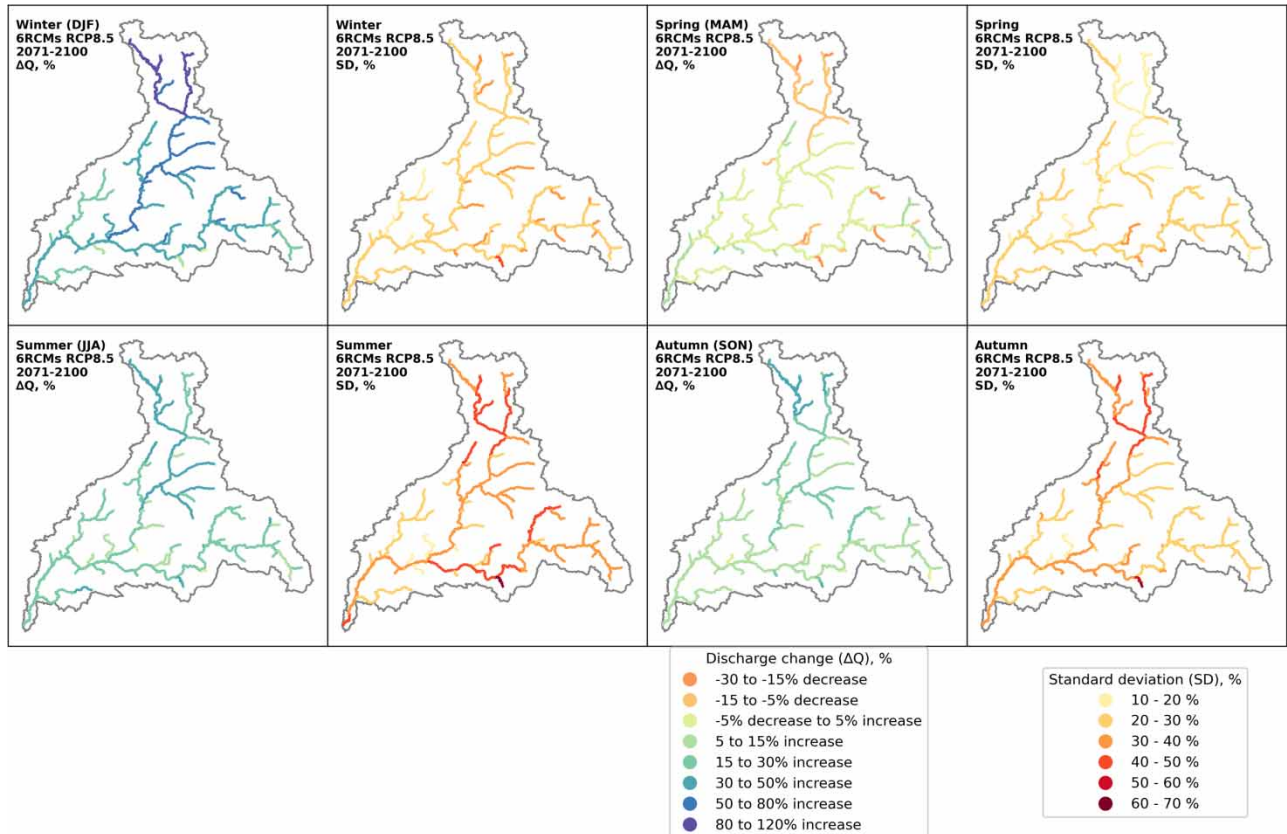 Winter (DJF)
6RCMs RCP8.5
2071-2100
ΔQ, %
Winter
6RCMs RCP8.5
2071-2100
SD, %
Spring (MAM)
6RCMs RCP8.5
2071-2100
ΔQ, %
Spring
6RCMs RCP8.5
2071-2100
SD, %
Summer (JJA)
6RCMs RCP8.5
2071-2100
ΔQ, %
Summer
6RCMs RCP8.5
2071-2100
SD, %
Autumn (SON)
6RCMs RCP8.5
2071-2100
ΔQ, %
Autumn
6RCMs RCP8.5
2071-2100
SD, %
Discharge change (ΔQ), %
-30 to -15% decrease
-15 to -5% decrease
-5% decrease to 5% increase
5 to 15% increase
15 to 30% increase
30 to 50% increase
50 to 80% increase
80 to 120% increase
Standard deviation (SD), %
10 - 20 %
20 - 30 %
30 - 40 %
40 - 50 %
50 - 60 %
60 - 70 %